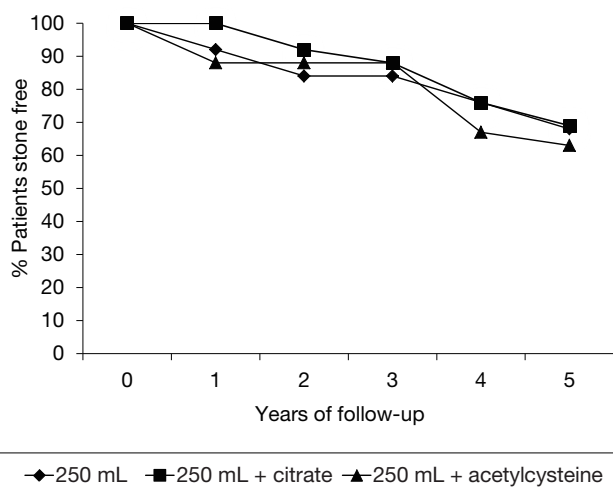 100
90
80
70
60
50
40
30
20
10
0
% Patients stone free
0 1 2 3 4 5
Years of follow-up
250 mL 250 mL + citrate 250 mL + acetylcysteine